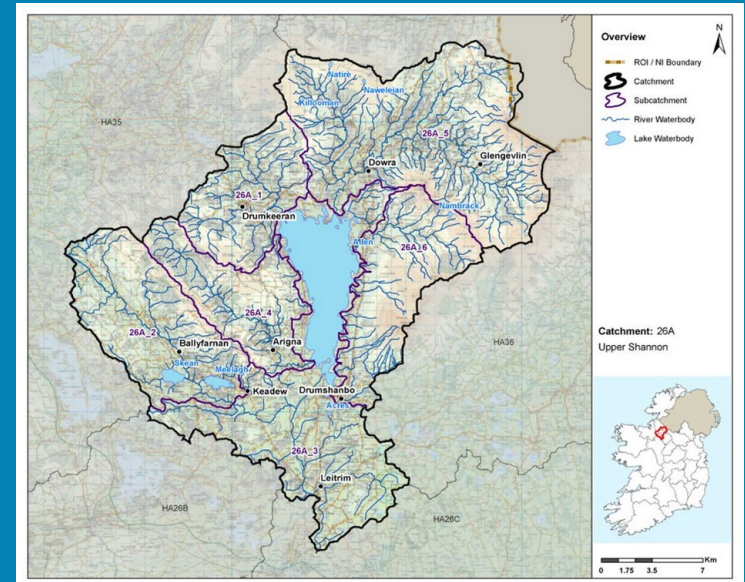 Overview
N
ROI / NI Boundary
Catchment
Subcatchment
River Waterbody
Lake Waterbody
Natire
Naweleian
Killooman
HA35
26A_5
Dowra
Glengevlin
26A_1
Drumkeeran
Nambrack
Allen
26A_6
26A_4
26A_2
Ballyfarnan
Arigna
HA36
Skean
Meelagh
Keadew
Drumshanbo
Acres
26A_3
Leitrim
HA26B
HA26C
Catchment: 26A
Upper Shannon
Km
0 1.75 3.5 7